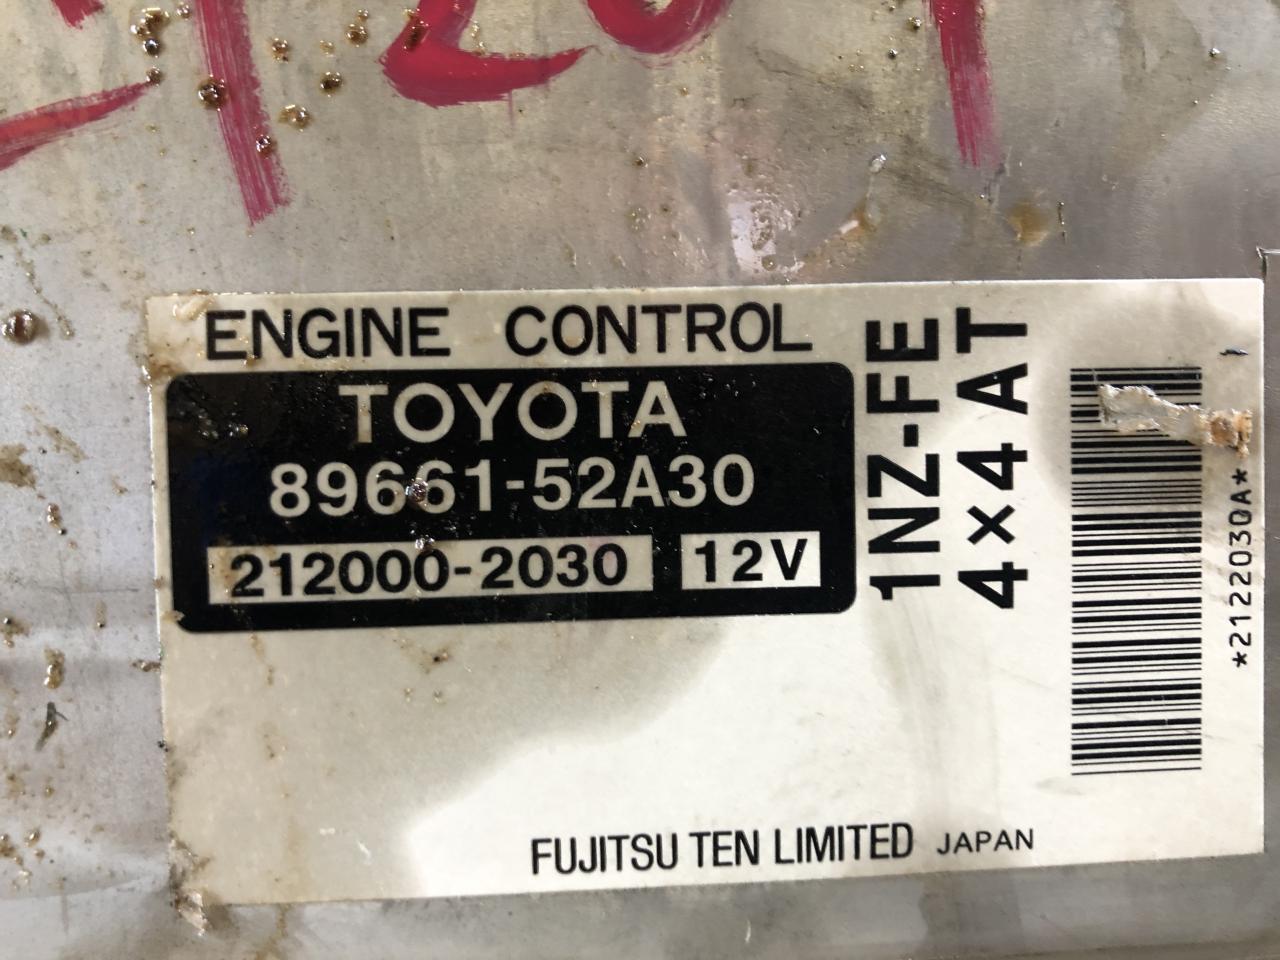 ENGINE CONTROL
TOYOTA
89661-52A30
212000-2030 12V
1NZ-FE
4×4 AT
*2122030A*
FUJITSU TEN LIMITED JAPAN